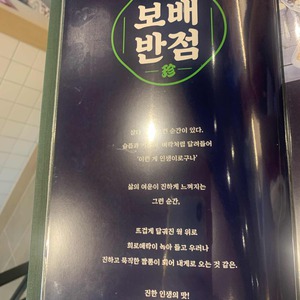 보배
반점
珍
순간이 있다.
달려들어
'이런 게 인생이로구나'
삶의 여운이 진하게 느껴지는
그런 순간,
뜨겁게 달궈진 웍 위로
희로애락이 녹아 들고 우러나
진하고 묵직한 짬뽕이 되어 내게로 오는 것 같은,
진한 인생의 맛!